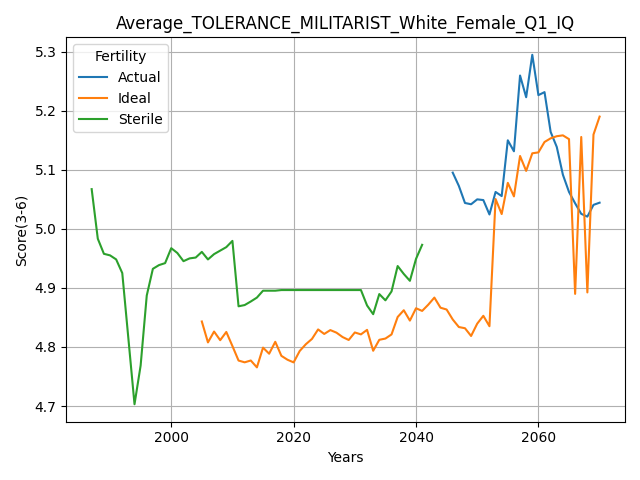 Average_TOLERANCE_MILITARIST_White_Female_Q1_IQ
Fertility
Actual
Ideal
Sterile
Score(3-6)
5.3
5.2
5.1
5.0
4.9
4.8
4.7
2000
2020
2040
2060
Years